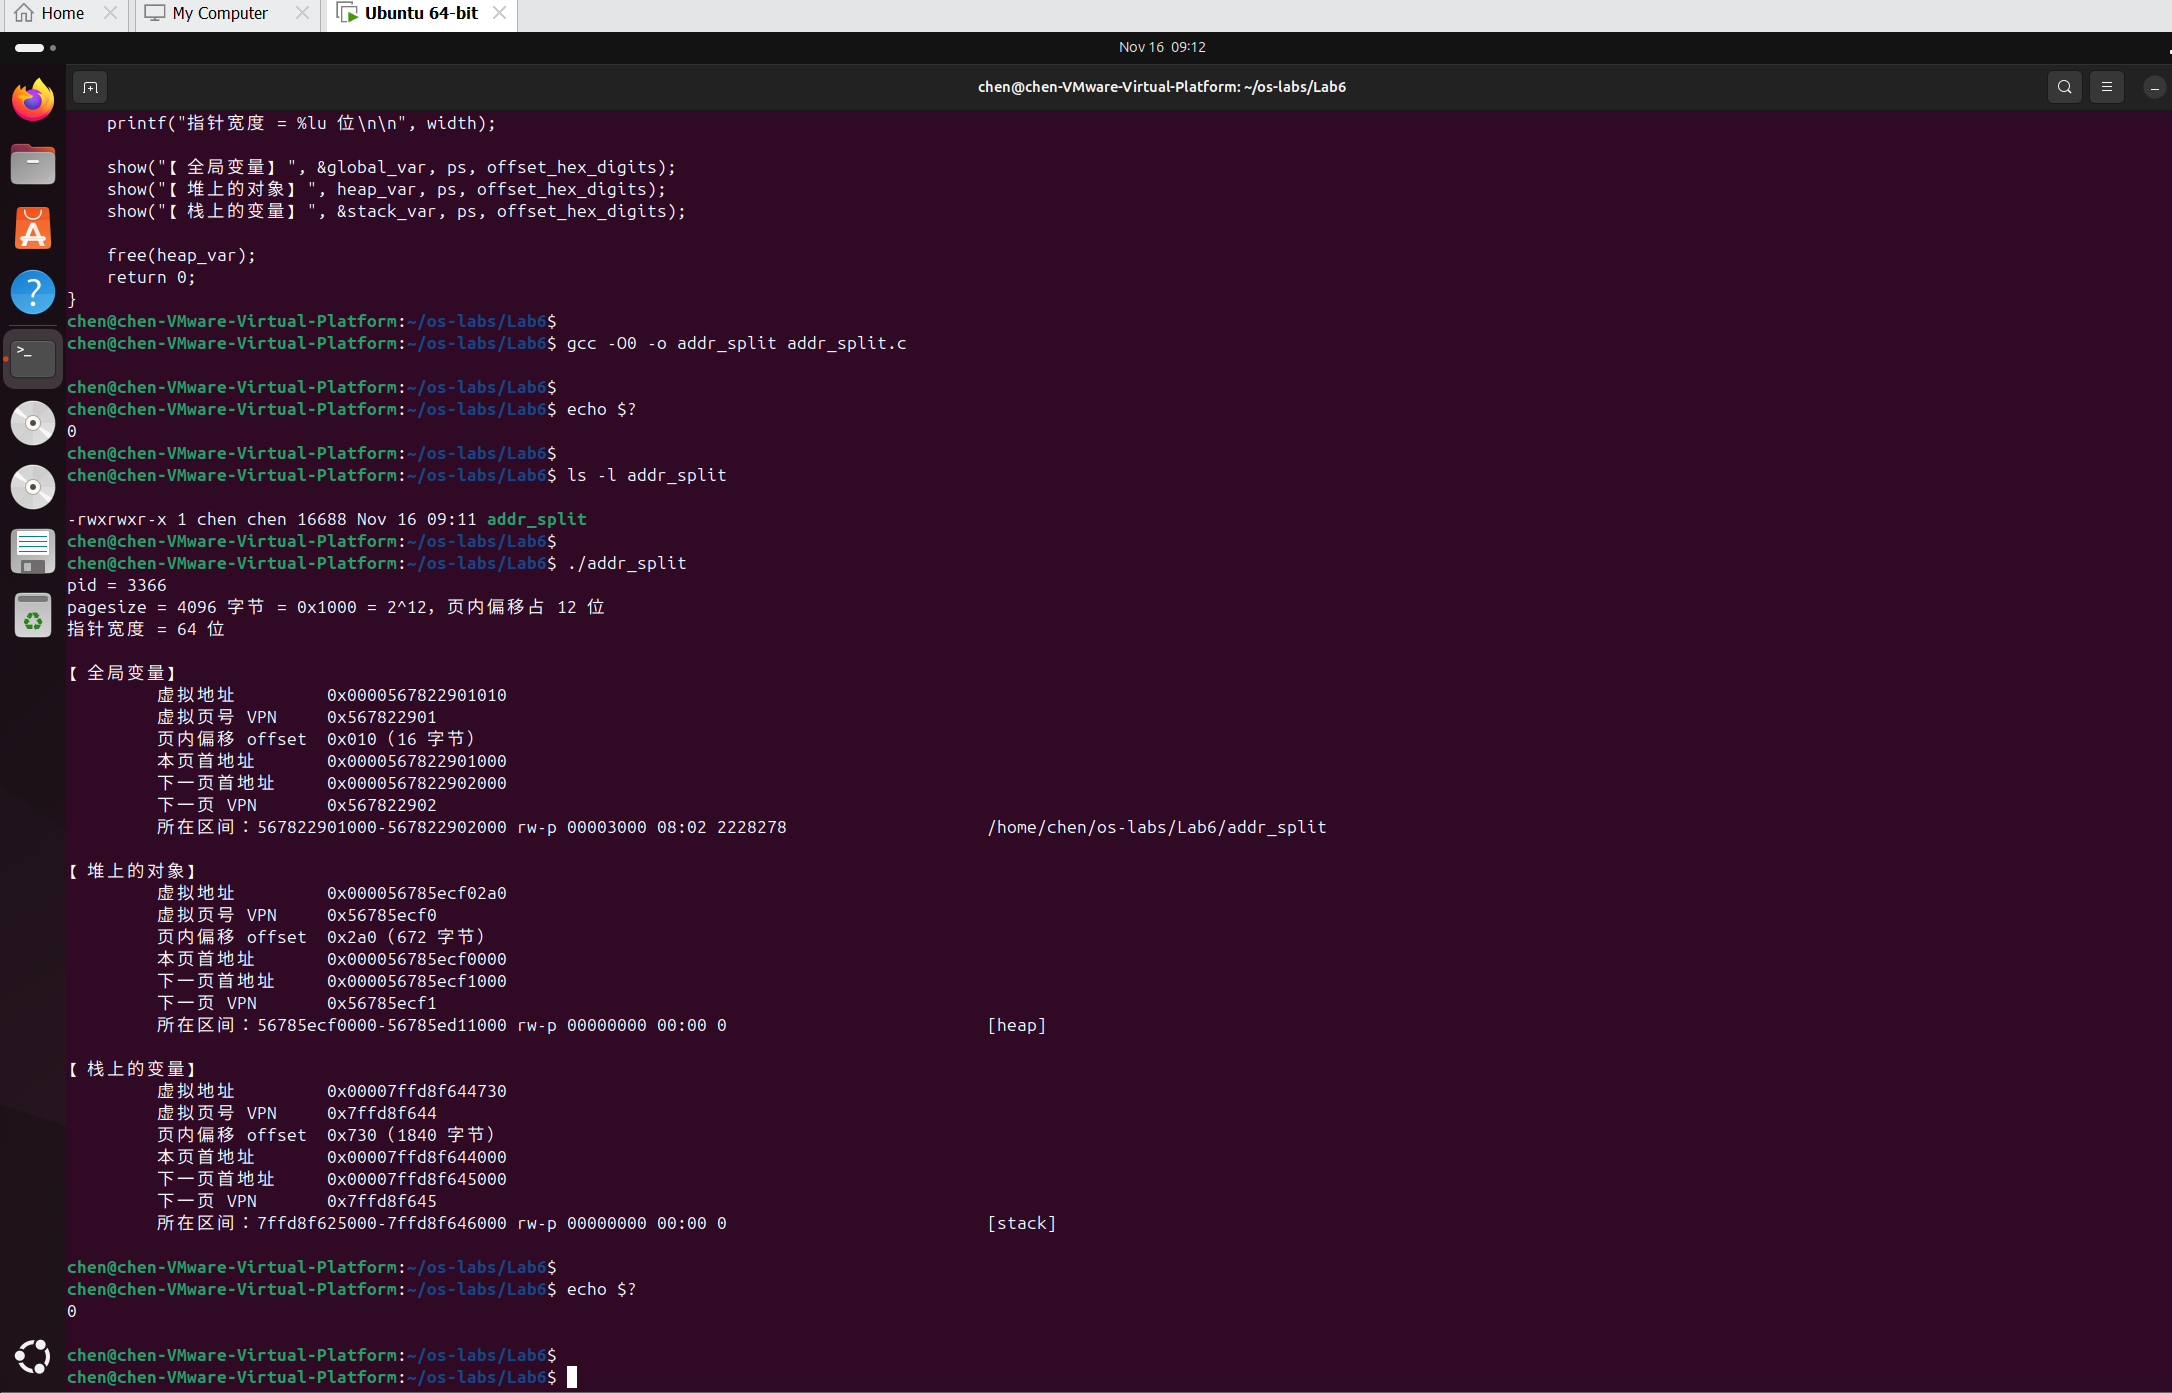 Home
My Computer
Ubuntu 64-bit
Nov 16 09:12
chen@chen-VMware-Virtual-Platform: ~/os-labs/Lab6
    printf("指针宽度 = %lu 位\n\n", width);
    show("【全局变量】", &global_var, ps, offset_hex_digits);
    show("【堆上的对象】", heap_var, ps, offset_hex_digits);
    show("【栈上的变量】", &stack_var, ps, offset_hex_digits);
    free(heap_var);
    return 0;
}
chen@chen-VMware-Virtual-Platform:~/os-labs/Lab6$
chen@chen-VMware-Virtual-Platform:~/os-labs/Lab6$ gcc -O0 -o addr_split addr_split.c
chen@chen-VMware-Virtual-Platform:~/os-labs/Lab6$
chen@chen-VMware-Virtual-Platform:~/os-labs/Lab6$ echo $?
0
chen@chen-VMware-Virtual-Platform:~/os-labs/Lab6$
chen@chen-VMware-Virtual-Platform:~/os-labs/Lab6$ ls -l addr_split
-rwxrwxr-x 1 chen chen 16688 Nov 16 09:11 addr_split
chen@chen-VMware-Virtual-Platform:~/os-labs/Lab6$
chen@chen-VMware-Virtual-Platform:~/os-labs/Lab6$ ./addr_split
pid = 3366
pagesize = 4096 字节 = 0x1000 = 2^12，页内偏移占 12 位
指针宽度 = 64 位
【全局变量】
虚拟地址 0x0000567822901010
虚拟页号 VPN 0x567822901
页内偏移 offset 0x010（16 字节）
本页首地址 0x0000567822901000
下一页首地址 0x0000567822902000
下一页 VPN 0x567822902
所在区间：567822901000-567822902000 rw-p 00003000 08:02 2228278 /home/chen/os-labs/Lab6/addr_split
【堆上的对象】
虚拟地址 0x000056785ecf02a0
虚拟页号 VPN 0x56785ecf0
页内偏移 offset 0x2a0（672 字节）
本页首地址 0x000056785ecf0000
下一页首地址 0x000056785ecf1000
下一页 VPN 0x56785ecf1
所在区间：56785ecf0000-56785ed11000 rw-p 00000000 00:00 0 [heap]
【栈上的变量】
虚拟地址 0x00007ffd8f644730
虚拟页号 VPN 0x7ffd8f644
页内偏移 offset 0x730（1840 字节）
本页首地址 0x00007ffd8f644000
下一页首地址 0x00007ffd8f645000
下一页 VPN 0x7ffd8f645
所在区间：7ffd8f625000-7ffd8f646000 rw-p 00000000 00:00 0 [stack]
chen@chen-VMware-Virtual-Platform:~/os-labs/Lab6$
chen@chen-VMware-Virtual-Platform:~/os-labs/Lab6$ echo $?
0
chen@chen-VMware-Virtual-Platform:~/os-labs/Lab6$
chen@chen-VMware-Virtual-Platform:~/os-labs/Lab6$